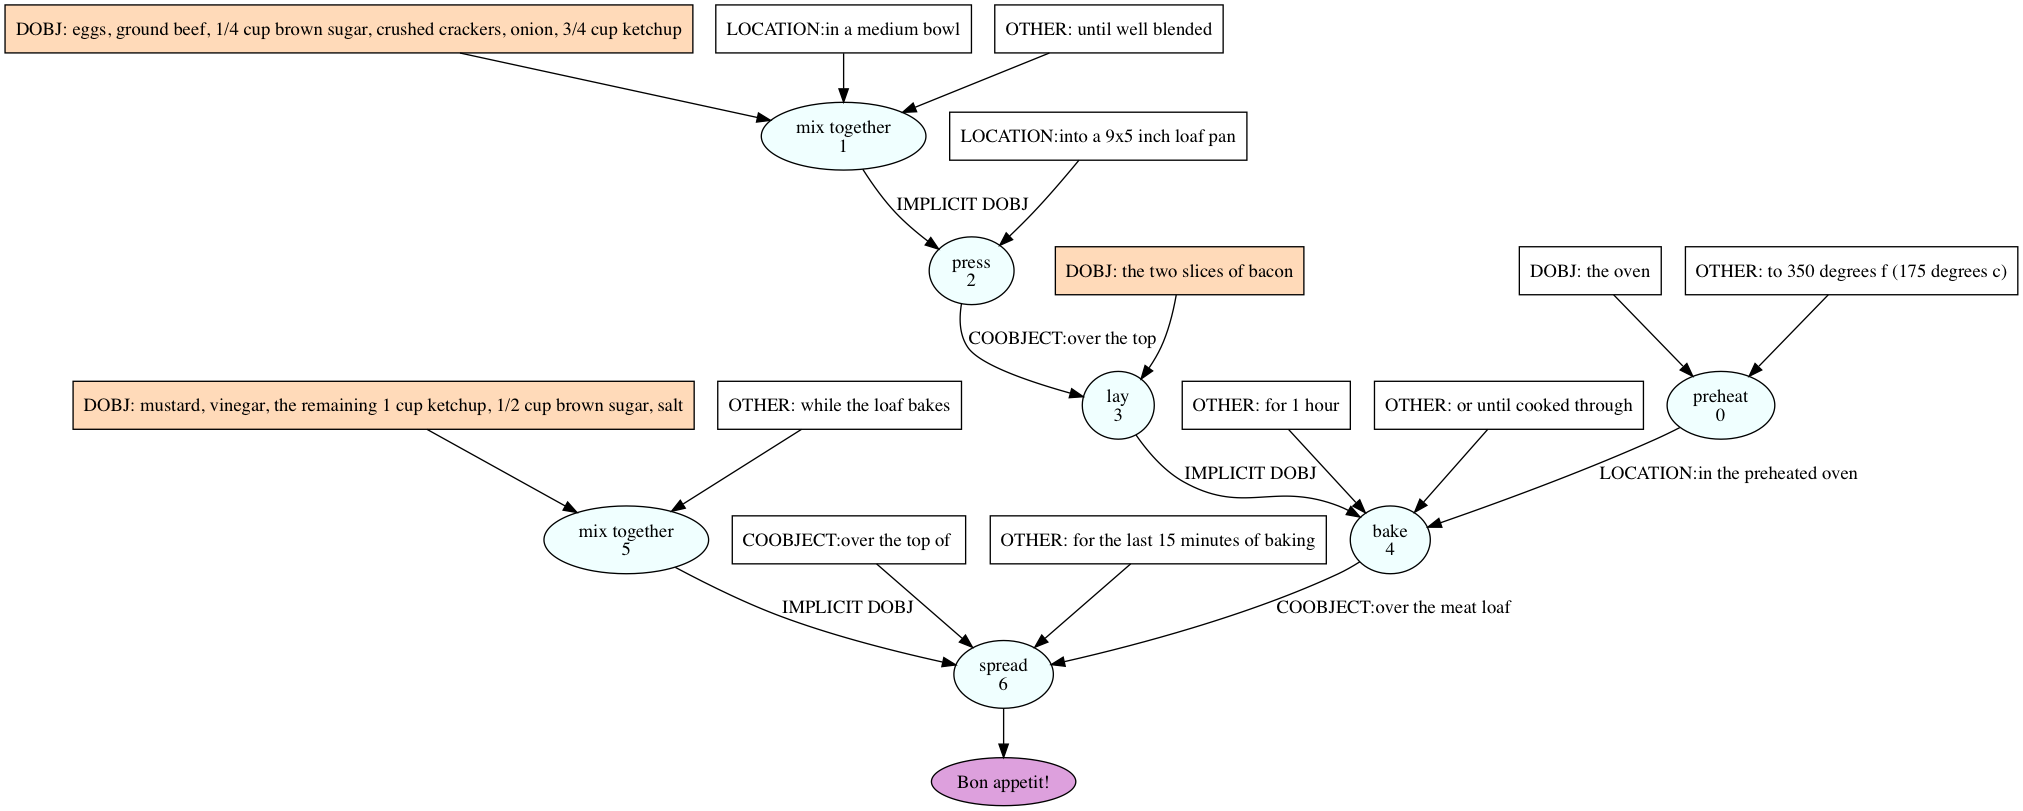 DOBJ: eggs, ground beef, 1/4 cup brown sugar, crushed crackers, onion, 3/4 cup ketchup
LOCATION:in a medium bowl
OTHER: until well blended
mix together
1
LOCATION:into a 9x5 inch loaf pan
IMPLICIT DOBJ
press
2
DOBJ: the two slices of bacon
DOBJ: the oven
OTHER: to 350 degrees f (175 degrees c)
COOBJECT:over the top
DOBJ: mustard, vinegar, the remaining 1 cup ketchup, 1/2 cup brown sugar, salt
OTHER: while the loaf bakes
lay
3
OTHER: for 1 hour
OTHER: or until cooked through
preheat
0
IMPLICIT DOBJ
LOCATION:in the preheated oven
mix together
5
COOBJECT:over the top of
OTHER: for the last 15 minutes of baking
bake
4
IMPLICIT DOBJ
COOBJECT:over the meat loaf
spread
6
Bon appetit!